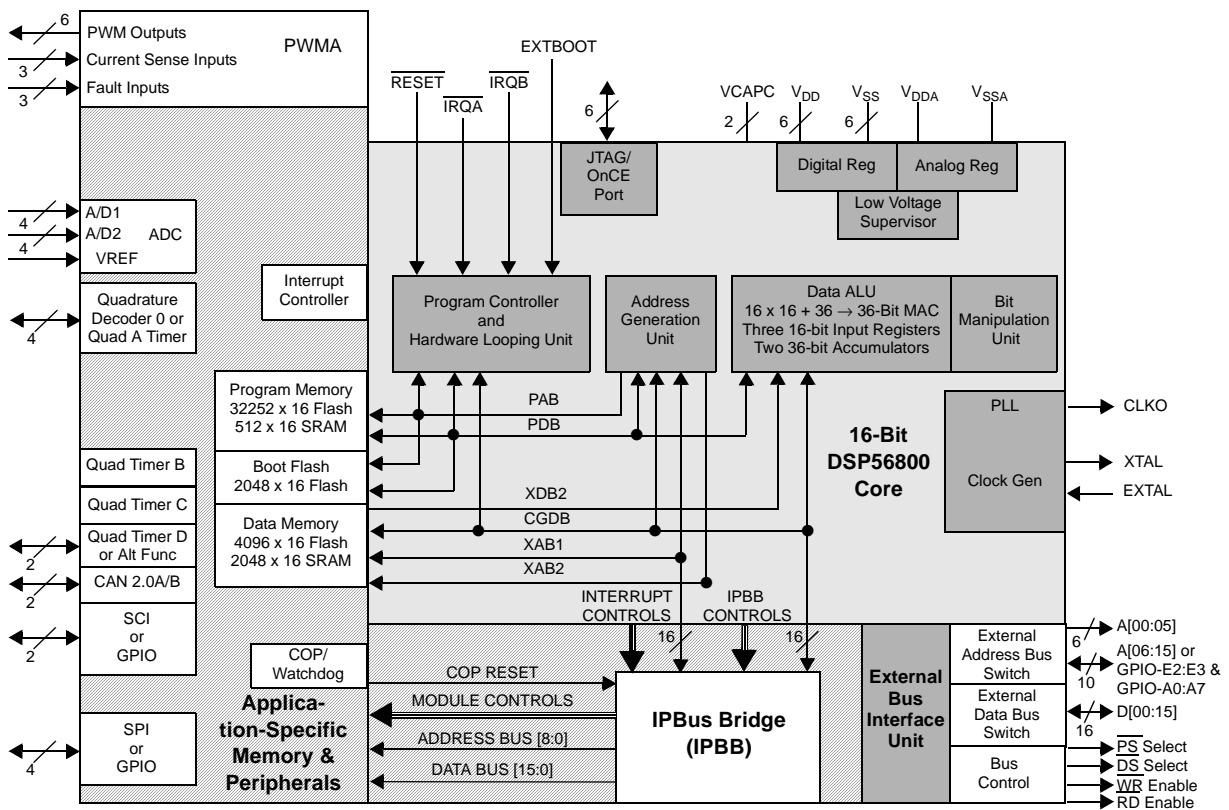 6
PWM Outputs
Current Sense Inputs
3
Fault Inputs
3
PWMA
RESET
IRQA
IRQB
EXTBOOT
6
JTAG/
OnCE
Port
VCAPC
2
VDD
6
VSS
6
VDDA
VSSA
Digital Reg
Analog Reg
Low Voltage
Supervisor
A/D1
4
A/D2
4
ADC
VREF
Interrupt
Controller
Quadrature
Decoder 0 or
Quad A Timer
4
Program Controller
and
Hardware Looping Unit
Address
Generation
Unit
Data ALU
16 x 16 + 36 → 36-Bit MAC
Three 16-bit Input Registers
Two 36-bit Accumulators
Bit
Manipulation
Unit
Program Memory
32252 x 16 Flash
512 x 16 SRAM
Boot Flash
2048 x 16 Flash
Data Memory
4096 x 16 Flash
2048 x 16 SRAM
PAB
PDB
XDB2
CGDB
XAB1
XAB2
16-Bit
DSP56800
Core
PLL
Clock Gen
CLKO
XTAL
EXTAL
Quad Timer B
Quad Timer C
Quad Timer D
or Alt Func
2
CAN 2.0A/B
2
SCI
or
GPIO
2
SPI
or
GPIO
4
COP/
Watchdog
Applica-
tion-Specific
Memory &
Peripherals
INTERRUPT
CONTROLS
16
IPBB
CONTROLS
16
COP RESET
MODULE CONTROLS
ADDRESS BUS [8:0]
DATA BUS [15:0]
IPBus Bridge
(IPBB)
External
Bus
Interface
Unit
External
Address Bus
Switch
External
Data Bus
Switch
Bus
Control
6
A[00:05]
10
A[06:15] or
GPIO-E2:E3 &
GPIO-A0:A7
16
D[00:15]
PS Select
DS Select
WR Enable
RD Enable